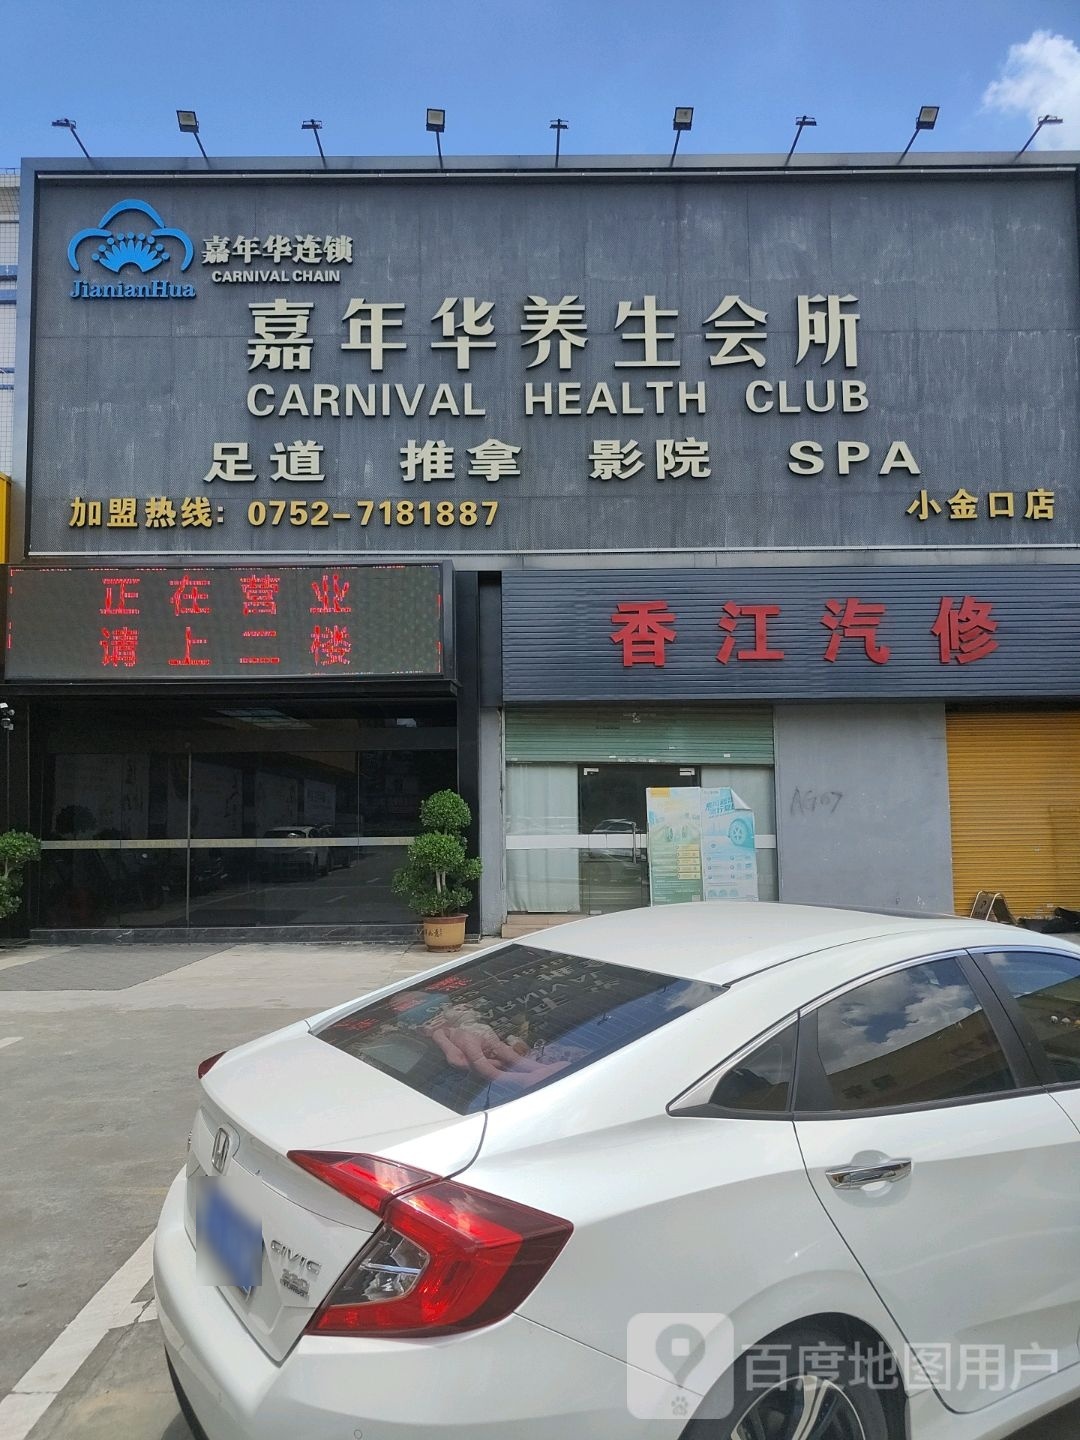 嘉年华连锁
CARNIVAL CHAIN
JianianHua
嘉年华养生会所
CARNIVAL HEALTH CLUB
足道 推拿 影院 SPA
加盟热线: 0752-7181887
小金口店
正在营业
请上二楼
香江汽修
AG07
CIVIC
220
百度地图用户